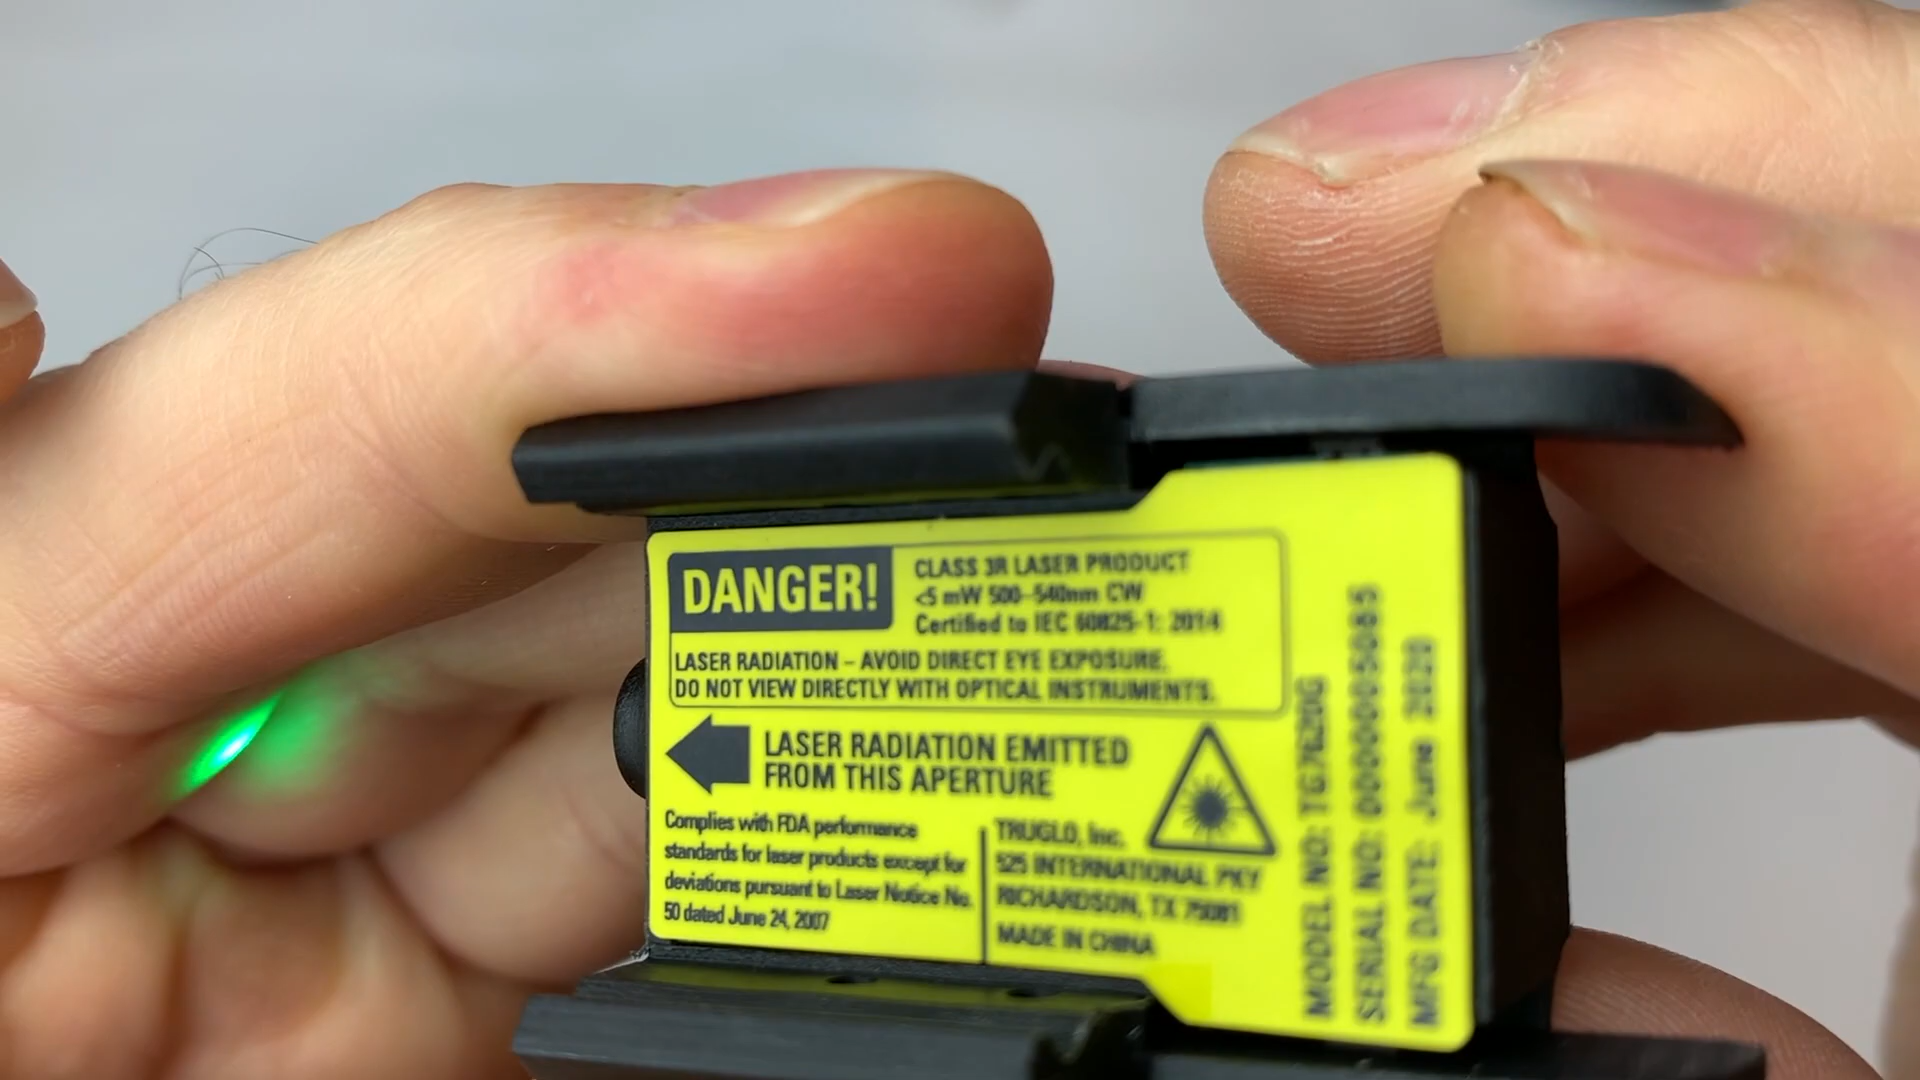 DANGER!
CLASS 3R LASER PRODUCT
<5 mW 500-540nm CW
Certified to IEC 60825-1: 2014
LASER RADIATION – AVOID DIRECT EYE EXPOSURE.
DO NOT VIEW DIRECTLY WITH OPTICAL INSTRUMENTS.
LASER RADIATION EMITTED
FROM THIS APERTURE
Complies with FDA performance
standards for laser products except for
deviations pursuant to Laser Notice No.
50 dated June 24, 2007
TRUGLO, Inc.
525 INTERNATIONAL PKY
RICHARDSON, TX 75081
MADE IN CHINA
MODEL NO: TG7620G
SERIAL NO:
MFG DATE: June 2020